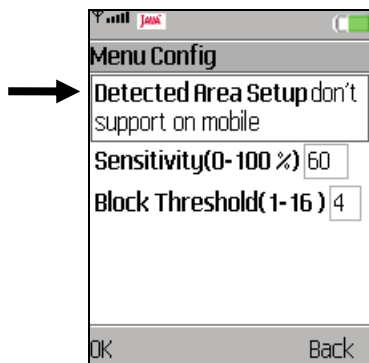 JAVA
Menu Config
Detected Area Setup don't
support on mobile
Sensitivity(0-100 %) 60
Block Threshold(1-16 ) 4
OK Back